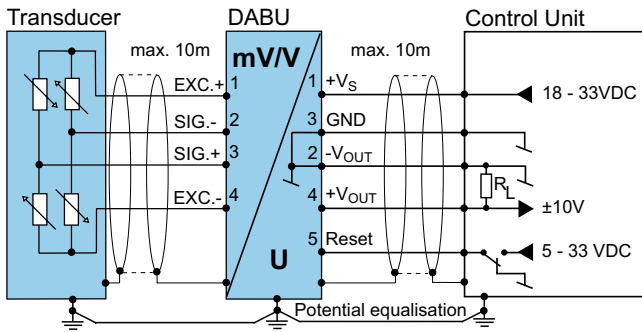 Transducer
DABU
Control Unit
max. 10m
mV/V
max. 10m
EXC.+
1
1
+VS
18 - 33VDC
SIG.-
2
3
GND
SIG.+
3
2
-VOUT
RL
EXC.-
4
4
+VOUT
±10V
5
Reset
5 - 33 VDC
U
Potential equalisation